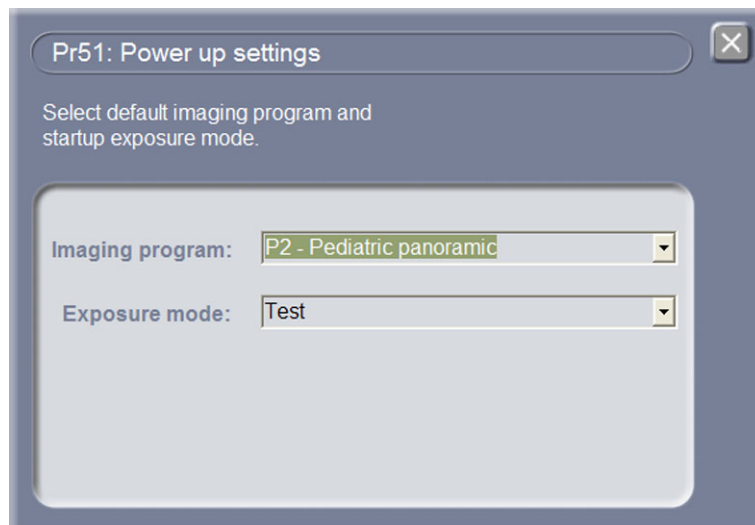 Pr51: Power up settings
Select default imaging program and
startup exposure mode.
Imaging program: P2 - Pediatric panoramic
Exposure mode: Test